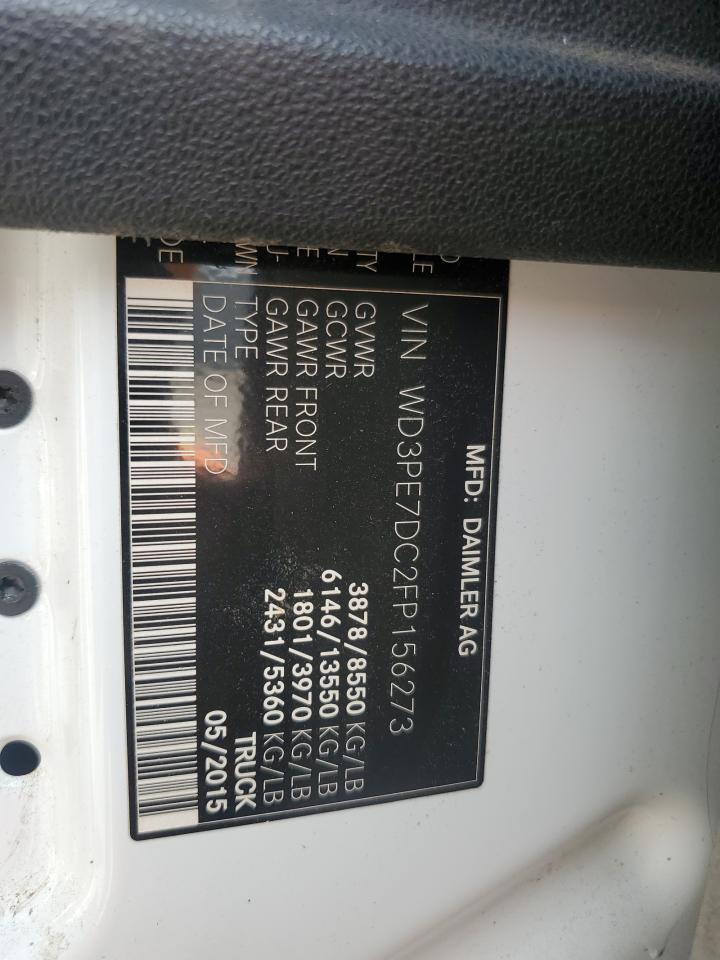 MFD: DAIMLER AG
VIN WD3PE7DC2FP156273
GVWR 3878/8550 KG/LB
GCWR 6146/13550 KG/LB
GAWR FRONT 1801/3970 KG/LB
GAWR REAR 2431/5360 KG/LB
TYPE TRUCK
DATE OF MFD 05/2015